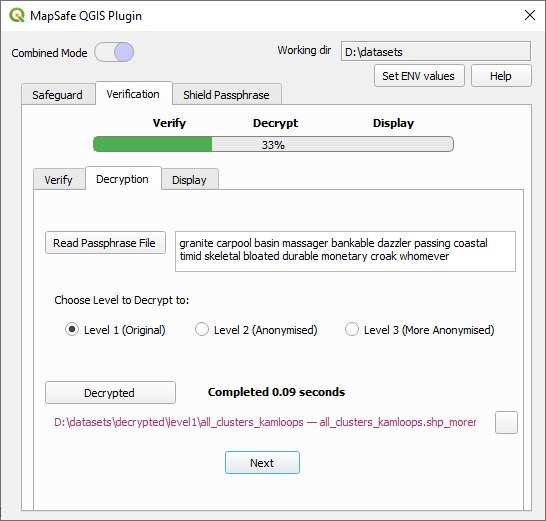 MapSafe QGIS Plugin
Combined Mode
Working dir
D:\datasets
Set ENV values
Help
Safeguard
Verification
Shield Passphrase
Verify
Decrypt
Display
33%
Verify
Decryption
Display
Read Passphrase File
granite carpool basin massager bankable dazzler passing coastal
timid skeletal bloated durable monetary croak whomever
Choose Level to Decrypt to:
Level 1 (Original)
Level 2 (Anonymised)
Level 3 (More Anonymised)
Decrypted
Completed 0.09 seconds
D:\datasets\decrypted\level1\all_clusters_kamloops — all_clusters_kamloops.shp_morer
Next